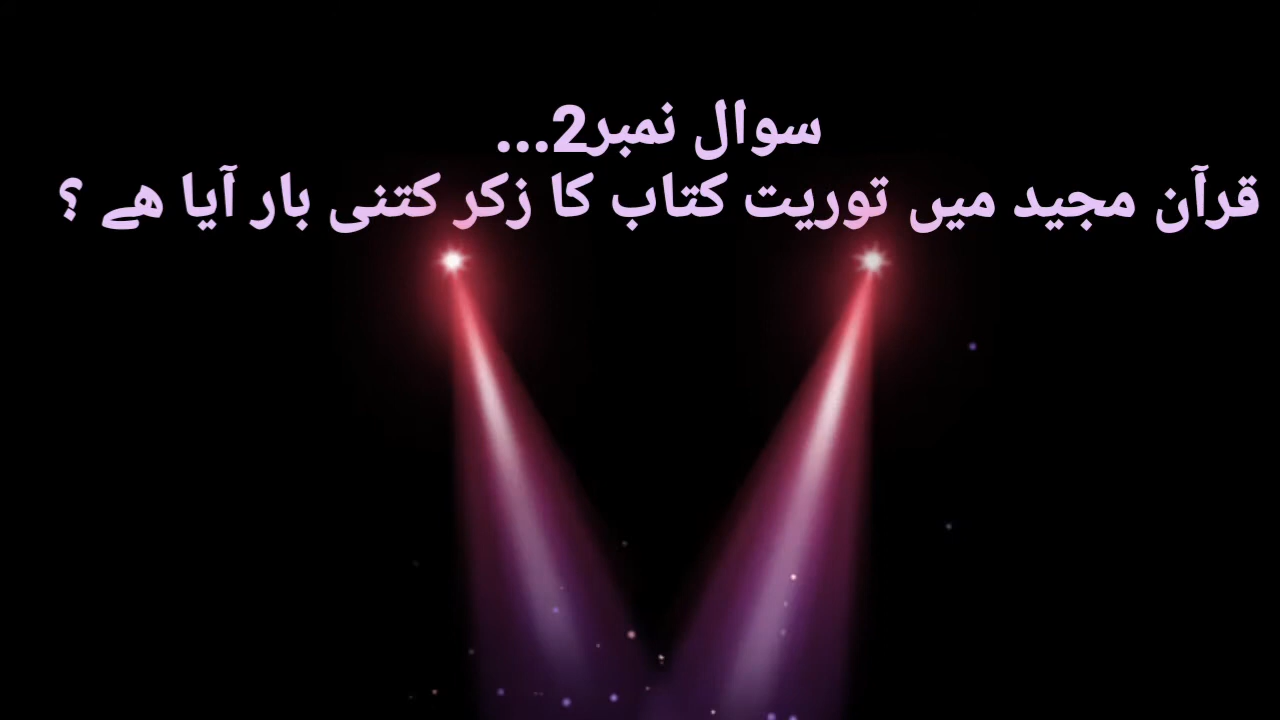 سوال نمبر2...
قرآن مجید میں توریت کتاب کا زکر کتنی بار آیا ھے ؟